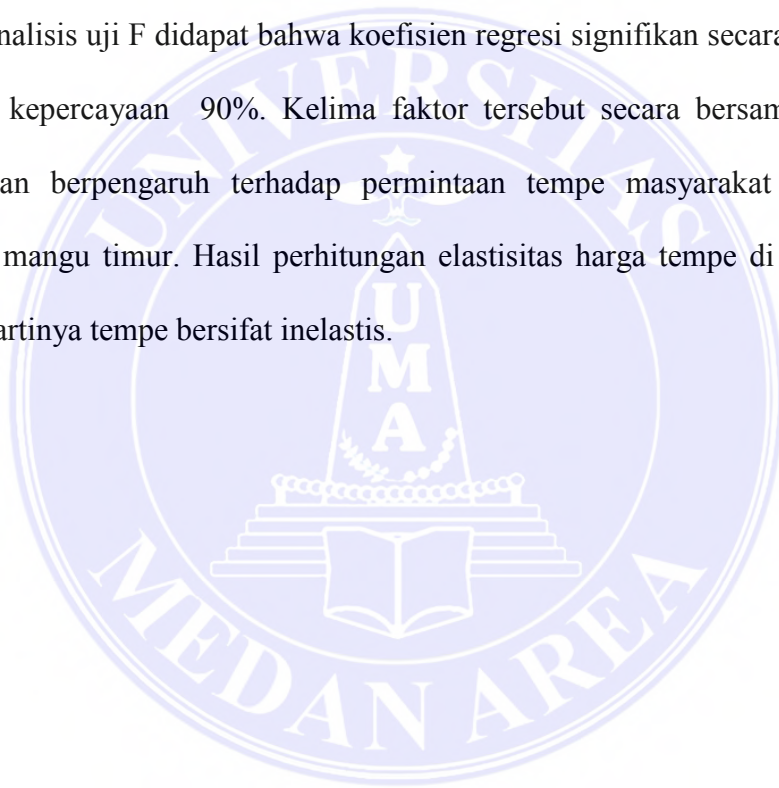 nalisis uji F didapat bahwa koefisien regresi signifikan secara
kepercayaan 90%. Kelima faktor tersebut secara bersam
an berpengaruh terhadap permintaan tempe masyarakat
mangu timur. Hasil perhitungan elastisitas harga tempe di
artinya tempe bersifat inelastis.
UNIVERSITAS
UMA
MEDAN AREA